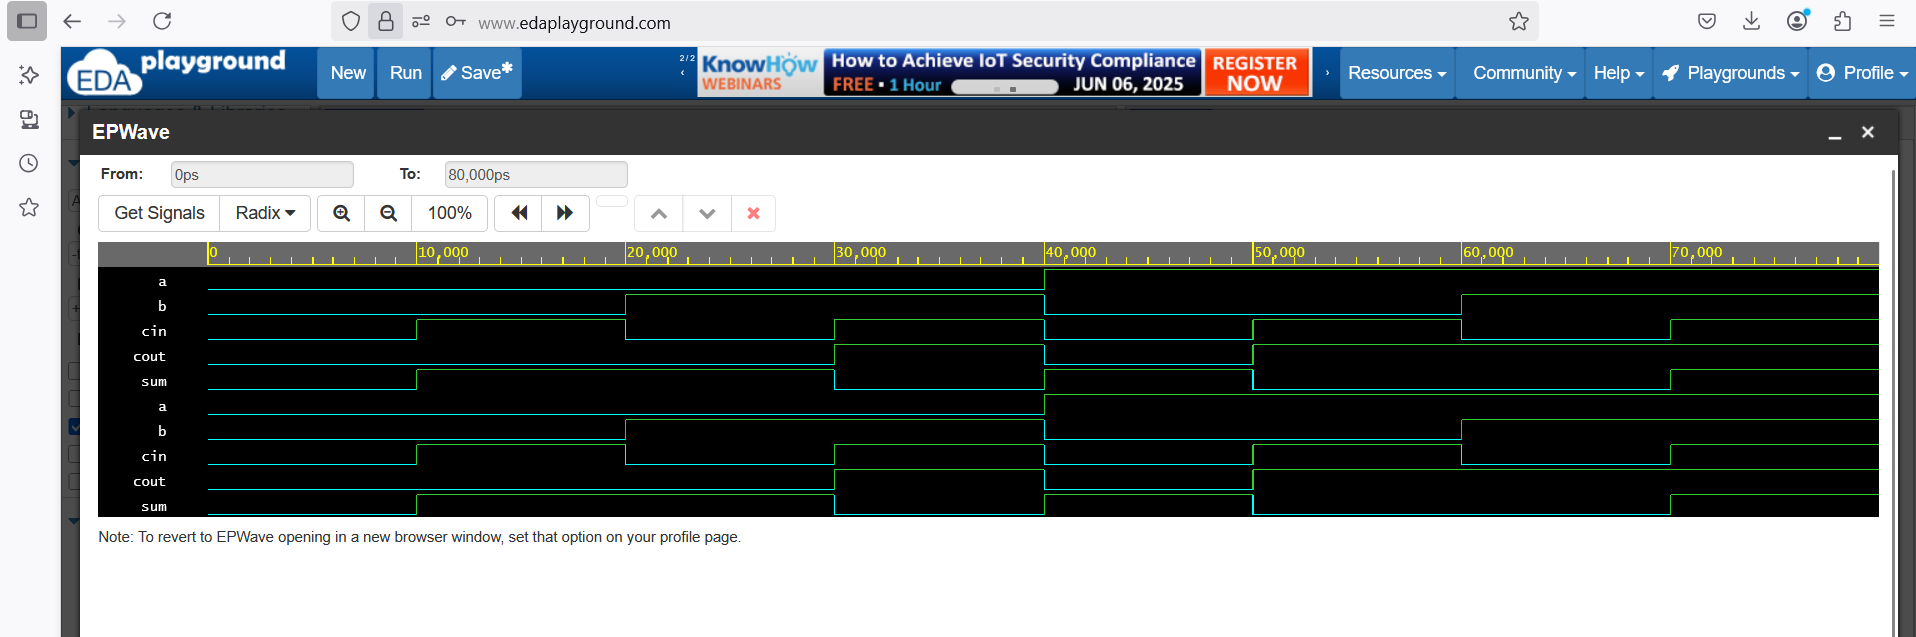 www.edaplayground.com
EDA playground
New
Run
Save*
2/2
KnowHow
WEBINARS
How to Achieve IoT Security Compliance
FREE • 1 Hour
JUN 06, 2025
REGISTER
NOW
Resources
Community
Help
Playgrounds
Profile
EPWave
From:
0ps
To:
80,000ps
Get Signals
Radix
100%
0
10,000
20,000
30,000
40,000
50,000
60,000
70,000
a
b
cin
cout
sum
a
b
cin
cout
sum
Note: To revert to EPWave opening in a new browser window, set that option on your profile page.